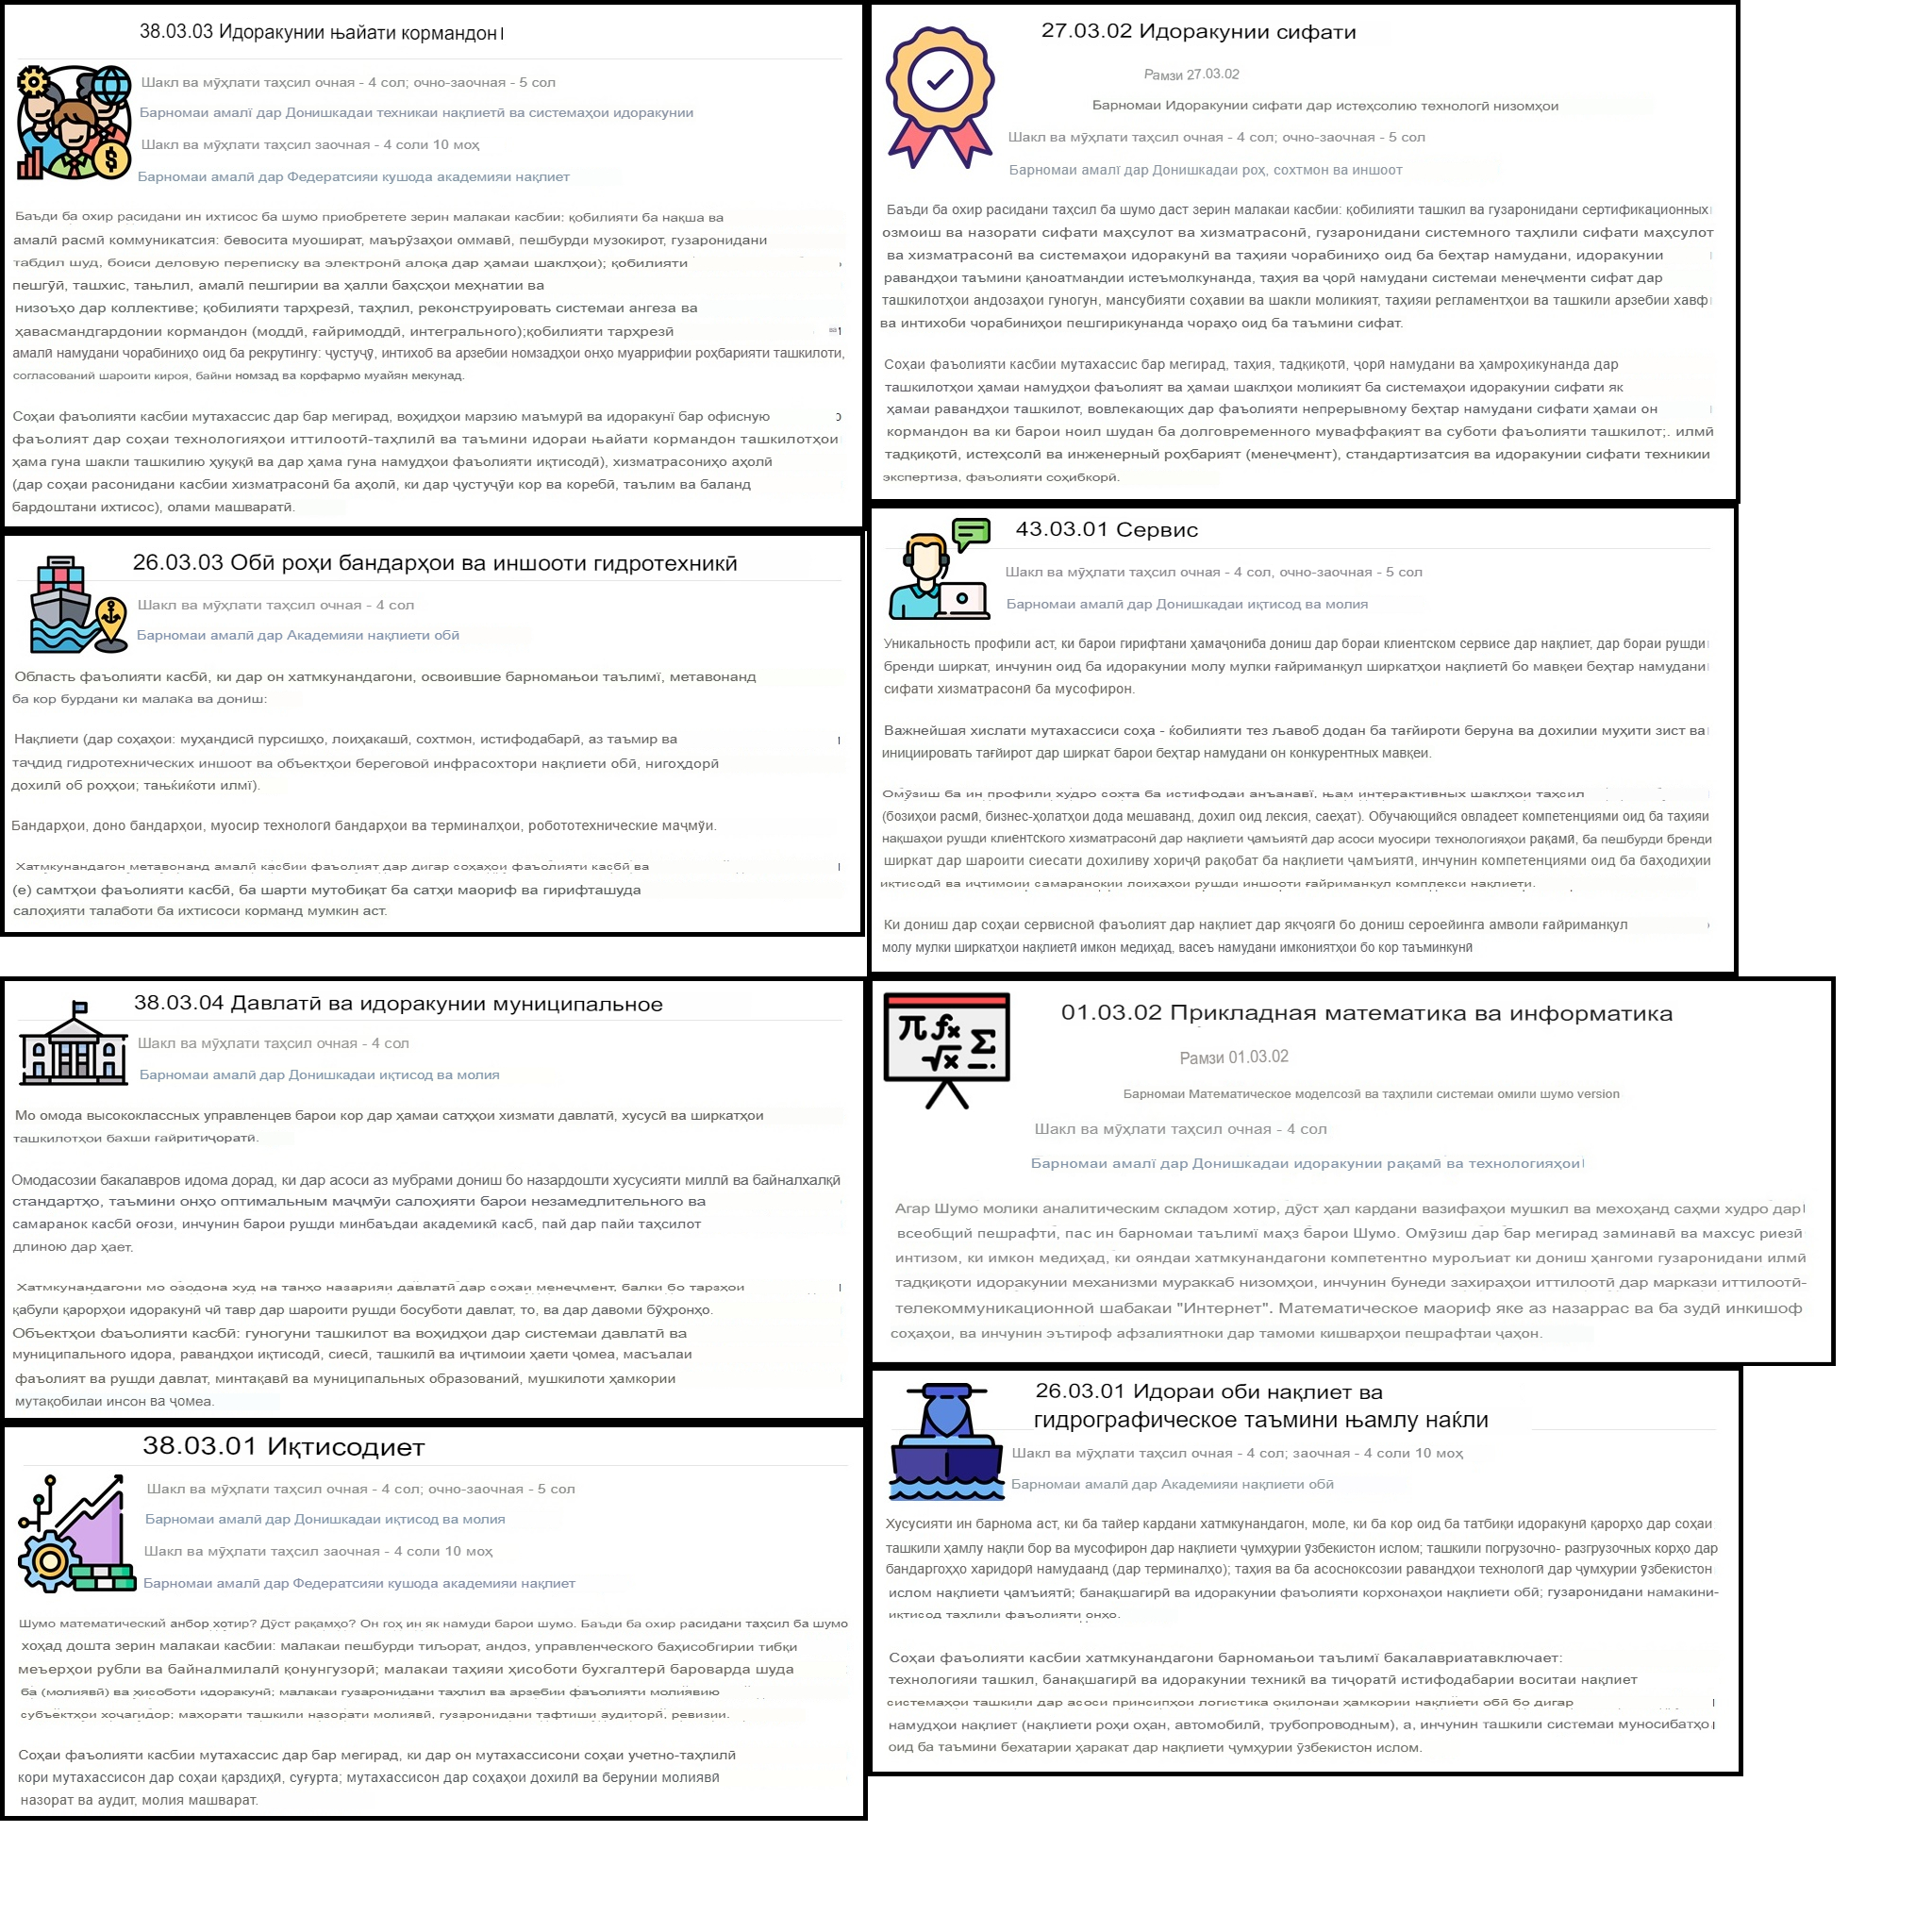 38.03.03 Идоракунии њайати кормандон
Шакл ва мӯҳлати таҳсил очная - 4 сол; очно-заочная - 5 сол
Барномаи амалї дар Донишкадаи техникаи нақлиетӣ ва системаҳои идоракунии
Шакл ва мӯҳлати таҳсил заочная - 4 соли 10 моҳ
Барномаи амалӣ дар Федератсияи кушода академияи нақлиет
Баъди ба охир расидани ин ихтисос ба шумо приобретете зерин малакаи касбии: қобилияти ба нақша ва
амалӣ расмӣ коммуникатсия: бевосита муошират, маърӯзаҳои оммавӣ, пешбурди музокирот, гузаронидани
табдил шуд, боиси деловую переписку ва электронӣ алоқа дар ҳамаи шаклҳои); қобилияти
пешгӯӣ, ташхис, тањлил, амалӣ пешгирии ва ҳалли баҳсҳои меҳнатии ва
низоъҳо дар коллективе; қобилияти тарҳрезӣ, таҳлил, реконструировать системаи ангеза ва
ҳавасмандгардонии кормандон (моддӣ, ғайримоддӣ, интегрального);қобилияти тарҳрезӣ
амалӣ намудани чорабиниҳо оид ба рекрутингу: ҷустуҷӯ, интихоб ва арзебии номзадҳои онҳо муаррифии роҳбарияти ташкилоти,
согласований шароити кироя, байни номзад ва корфармо муайян мекунад.
Соҳаи фаъолияти касбии мутахассис дар бар мегирад, воҳидҳои марзию маъмурӣ ва идоракунӣ бар офисную
фаъолият дар соҳаи технологияҳои иттилоотӣ-таҳлилӣ ва таъмини идораи њайати кормандон ташкилотҳои
ҳама гуна шакли ташкилию ҳуқуқӣ ва дар ҳама гуна намудҳои фаъолияти иқтисодӣ), хизматрасониҳо аҳолӣ
(дар соҳаи расонидани касбии хизматрасонӣ ба аҳолӣ, ки дар ҷустуҷӯи кор ва коребӣ, таълим ва баланд
бардоштани ихтисос), олами машваратӣ.
27.03.02 Идоракунии сифати
Рамзи 27.03.02
Барномаи Идоракунии сифати дар истеҳсолию технологӣ низомҳои
Шакл ва мӯҳлати таҳсил очная - 4 сол; очно-заочная - 5 сол
Барномаи амалї дар Донишкадаи роҳ, сохтмон ва иншоот
Баъди ба охир расидани таҳсил ба шумо даст зерин малакаи касбии: қобилияти ташкил ва гузаронидани сертификационных
озмоиш ва назорати сифати маҳсулот ва хизматрасонӣ, гузаронидани системного таҳлили сифати маҳсулот
ва хизматрасонӣ ва системаҳои идоракунӣ ва таҳияи чорабиниҳо оид ба беҳтар намудани, идоракунии
равандҳои таъмини қаноатмандии истеъмолкунанда, таҳия ва ҷорӣ намудани системаи менеҷменти сифат дар
ташкилотҳои андозаҳои гуногун, мансубияти соҳавии ва шакли моликият, таҳияи регламентҳои ва ташкили арзебии хавф
ва интихоби чорабиниҳои пешгирикунанда чораҳо оид ба таъмини сифат.
Соҳаи фаъолияти касбии мутахассис бар мегирад, таҳия, тадқиқотӣ, ҷорӣ намудани ва ҳамроҳикунанда дар
ташкилотҳои ҳамаи намудҳои фаъолият ва ҳамаи шаклҳои моликият ба системаҳои идоракунии сифати як
ҳамаи равандҳои ташкилот, вовлекающих дар фаъолияти непрерывному беҳтар намудани сифати ҳамаи он
кормандон ва ки барои ноил шудан ба долговременного муваффақият ва суботи фаъолияти ташкилот;. илмӣ
тадқиқотӣ, истеҳсолӣ ва инженерный роҳбарият (менеҷмент), стандартизатсия ва идоракунии сифати техникии
экспертиза, фаъолияти соҳибкорӣ.
26.03.03 Обӣ роҳи бандарҳои ва иншооти гидротехникӣ
Шакл ва мӯҳлати таҳсил очная - 4 сол
Барномаи амалӣ дар Академияи нақлиети обӣ
Область фаъолияти касбӣ, ки дар он хатмкунандагони, освоившие барномањои таълимї, метавонанд
ба кор бурдани ки малака ва дониш:
Нақлиети (дар соҳаҳои: муҳандисӣ пурсишҳо, лоиҳакашӣ, сохтмон, истифодабарӣ, аз таъмир ва
таҷдид гидротехнических иншоот ва объектҳои береговой инфрасохтори нақлиети обӣ, нигоҳдорӣ
дохилӣ об роҳҳои; тањќиќоти илмї).
Бандарҳои, доно бандарҳои, муосир технологӣ бандарҳои ва терминалҳои, робототехнические маҷмӯи.
Хатмкунандагон метавонанд амалӣ касбии фаъолият дар дигар соҳаҳои фаъолияти касбӣ ва
(е) самтҳои фаъолияти касбӣ, ба шарти мутобиқат ба сатҳи маориф ва гирифташуда
салоҳияти талаботи ба ихтисоси корманд мумкин аст.
43.03.01 Сервис
Шакл ва мӯҳлати таҳсил очная - 4 сол, очно-заочная - 5 сол
Барномаи амалӣ дар Донишкадаи иқтисод ва молия
Уникальность профили аст, ки барои гирифтани ҳамаҷониба дониш дар бораи клиентском сервисе дар нақлиет, дар бораи рушди
бренди ширкат, инчунин оид ба идоракунии молу мулки ғайриманқул ширкатҳои нақлиетӣ бо мавқеи беҳтар намудани
сифати хизматрасонӣ ба мусофирон.
Важнейшая хислати мутахассиси соҳа - ќобилияти тез љавоб додан ба тағйироти беруна ва дохилии муҳити зист ва
инициировать тағйирот дар ширкат барои беҳтар намудани он конкурентных мавқеи.
Омӯзиш ба ин профили худро сохта ба истифодаи анъанавї, њам интерактивных шаклҳои таҳсил
(бозиҳои расмӣ, бизнес-ҳолатҳои дода мешаванд, дохил оид лексия, саеҳат). Обучающийся овладеет компетенциями оид ба таҳияи
нақшаҳои рушди клиентского хизматрасонӣ дар нақлиети ҷамъиятӣ дар асоси муосири технологияҳои рақамӣ, ба пешбурди бренди
ширкат дар шароити сиесати дохиливу хориҷӣ рақобат ба нақлиети ҷамъиятӣ, инчунин компетенциями оид ба баҳодиҳии
иқтисодӣ ва иҷтимоии самаранокии лоиҳаҳои рушди иншооти ғайриманқул комплекси нақлиети.
Ки дониш дар соҳаи сервисной фаъолият дар нақлиет дар якҷоягӣ бо дониш сероейинга амволи ғайриманқул
молу мулки ширкатҳои нақлиетӣ имкон медиҳад, васеъ намудани имкониятҳои бо кор таъминкунӣ
38.03.04 Давлатӣ ва идоракунии муниципальное
Шакл ва мӯҳлати таҳсил очная - 4 сол
Барномаи амалӣ дар Донишкадаи иқтисод ва молия
Мо омода высококлассных управленцев барои кор дар ҳамаи сатҳҳои хизмати давлатӣ, хусусӣ ва ширкатҳои
ташкилотҳои бахши ғайритиҷоратӣ.
Омодасозии бакалавров идома дорад, ки дар асоси аз мубрами дониш бо назардошти хусусияти миллӣ ва байналхалқӣ
стандартҳо, таъмини онҳо оптимальным маҷмӯи салоҳияти барои незамедлительного ва
самаранок касбӣ оғози, инчунин барои рушди минбаъдаи академикӣ касб, пай дар пайи таҳсилот
длиною дар ҳает.
Хатмкунандагони мо озодона худ на танҳо назарияи давлатӣ дар соҳаи менеҷмент, балки бо тарзҳои
қабули қарорҳои идоракунӣ чӣ тавр дар шароити рушди босуботи давлат, то, ва дар давоми бӯҳронҳо.
Объектҳои фаъолияти касбӣ: гуногуни ташкилот ва воҳидҳои дар системаи давлатӣ ва
муниципального идора, равандҳои иқтисодӣ, сиесӣ, ташкилӣ ва иҷтимоии ҳаети ҷомеа, масъалаи
фаъолият ва рушди давлат, минтақавӣ ва муниципальных образований, мушкилоти ҳамкории
мутақобилаи инсон ва ҷомеа.
01.03.02 Прикладная математика ва информатика
Рамзи 01.03.02
Барномаи Математическое моделсозӣ ва таҳлили системаи омили шумо version
Шакл ва мӯҳлати таҳсил очная - 4 сол
Барномаи амалї дар Донишкадаи идоракунии рақамӣ ва технологияҳои
Агар Шумо молики аналитическим складом хотир, дӯст ҳал кардани вазифаҳои мушкил ва мехоҳанд саҳми худро дар
всеобщий пешрафти, пас ин барномаи таълимї маҳз барои Шумо. Омӯзиш дар бар мегирад заминавӣ ва махсус риезӣ
интизом, ки имкон медиҳад, ки ояндаи хатмкунандагони компетентно мурољиат ки дониш ҳангоми гузаронидани илмӣ
тадқиқоти идоракунии механизми мураккаб низомҳои, инчунин бунеди захираҳои иттилоотӣ дар маркази иттилоотӣ-
телекоммуникационной шабакаи "Интернет". Математическое маориф яке аз назаррас ва ба зудӣ инкишоф
соҳаҳои, ва инчунин эътироф афзалиятноки дар тамоми кишварҳои пешрафтаи ҷаҳон.
38.03.01 Иқтисодиет
Шакл ва мӯҳлати таҳсил очная - 4 сол; очно-заочная - 5 сол
Барномаи амалӣ дар Донишкадаи иқтисод ва молия
Шакл ва мӯҳлати таҳсил заочная - 4 соли 10 моҳ
Барномаи амалӣ дар Федератсияи кушода академияи нақлиет
Шумо математический анбор хотир? Дӯст рақамҳо? Он гоҳ ин як намуди барои шумо. Баъди ба охир расидани таҳсил ба шумо
хоҳад дошта зерин малакаи касбии: малакаи пешбурди тиљорат, андоз, управленческого баҳисобгирии тибқи
меъерҳои рубли ва байналмилалӣ қонунгузорӣ; малакаи таҳияи ҳисоботи бухгалтерӣ бароварда шуда
ба (молиявӣ) ва ҳисоботи идоракунӣ; малакаи гузаронидани таҳлил ва арзебии фаъолияти молиявию
субъектҳои хоҷагидор; маҳорати ташкили назорати молиявӣ, гузаронидани тафтиши аудиторӣ, ревизии.
Соҳаи фаъолияти касбии мутахассис дар бар мегирад, ки дар он мутахассисони соҳаи учетно-таҳлилӣ
кори мутахассисон дар соҳаи қарздиҳӣ, суғурта; мутахассисон дар соҳаҳои дохилӣ ва берунии молиявӣ
назорат ва аудит, молия машварат.
26.03.01 Идораи оби нақлиет ва
гидрографическое таъмини њамлу наќли
Шакл ва мӯҳлати таҳсил очная - 4 сол; заочная - 4 соли 10 моҳ
Барномаи амалӣ дар Академияи нақлиети обӣ
Хусусияти ин барнома аст, ки ба тайер кардани хатмкунандагон, моле, ки ба кор оид ба татбиқи идоракунӣ қарорҳо дар соҳаи
ташкили ҳамлу нақли бор ва мусофирон дар нақлиети ҷумҳурии ӯзбекистон ислом; ташкили погрузочно- разгрузочных корҳо дар
бандаргоҳҳо харидорӣ намудаанд (дар терминалҳо); таҳия ва ба асосноксозии равандҳои технологӣ дар ҷумҳурии ӯзбекистон
ислом нақлиети ҷамъиятӣ; банақшагирӣ ва идоракунии фаъолияти корхонаҳои нақлиети обӣ; гузаронидани намакини-
иқтисод таҳлили фаъолияти онҳо.
Соҳаи фаъолияти касбии хатмкунандагони барномањои таълимї бакалавриатавключает:
технологияи ташкил, банақшагирӣ ва идоракунии техникӣ ва тиҷоратӣ истифодабарии воситаи нақлиет
системаҳои ташкили дар асоси принсипҳои логистика оқилонаи ҳамкории нақлиети обӣ бо дигар
намудҳои нақлиет (нақлиети роҳи оҳан, автомобилӣ, трубопроводным), а, инчунин ташкили системаи муносибатҳо
оид ба таъмини бехатарии ҳаракат дар нақлиети ҷумҳурии ӯзбекистон ислом.